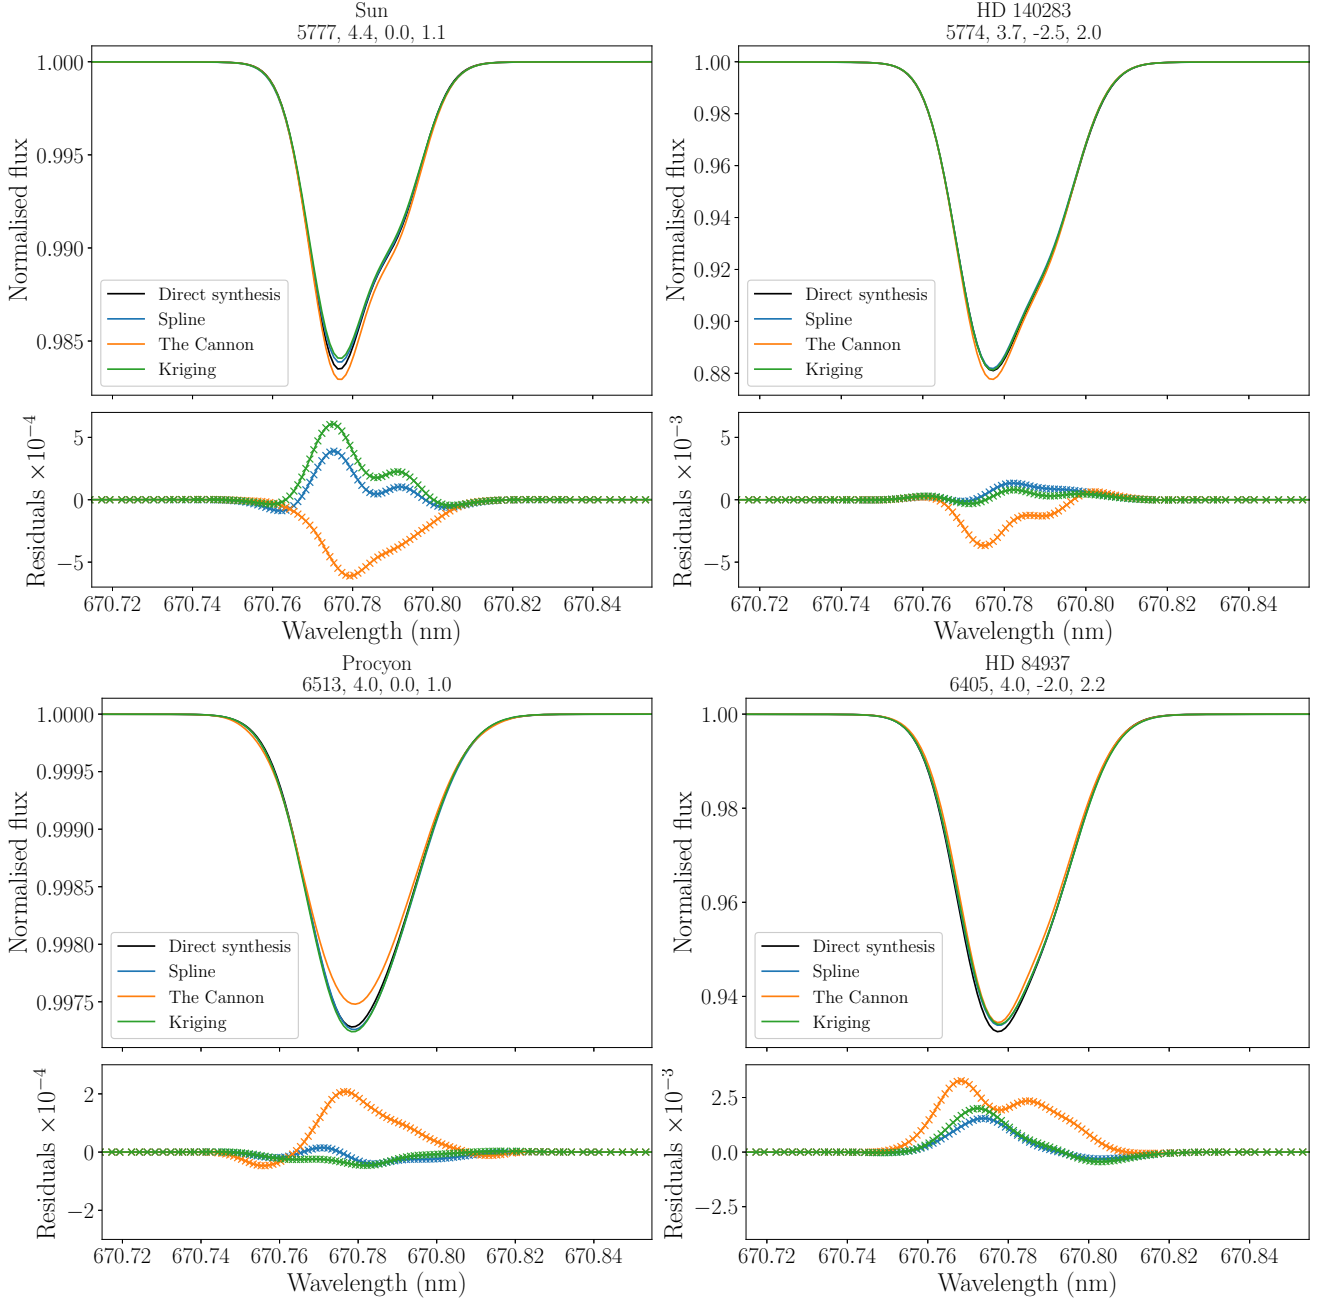 Sun
5777, 4.4, 0.0, 1.1
Normalised flux
1.000
0.995
0.990
0.985
Direct synthesis
Spline
The Cannon
Kriging
Residuals ×10−4
5
0
−5
670.72 670.74 670.76 670.78 670.80 670.82 670.84
Wavelength (nm)
HD 140283
5774, 3.7, -2.5, 2.0
Normalised flux
1.00
0.98
0.96
0.94
0.92
0.90
0.88
Direct synthesis
Spline
The Cannon
Kriging
Residuals ×10−3
5
0
−5
670.72 670.74 670.76 670.78 670.80 670.82 670.84
Wavelength (nm)
Procyon
6513, 4.0, 0.0, 1.0
Normalised flux
1.0000
0.9995
0.9990
0.9985
0.9980
0.9975
Direct synthesis
Spline
The Cannon
Kriging
Residuals ×10−4
2
0
−2
670.72 670.74 670.76 670.78 670.80 670.82 670.84
Wavelength (nm)
HD 84937
6405, 4.0, -2.0, 2.2
Normalised flux
1.00
0.98
0.96
0.94
Direct synthesis
Spline
The Cannon
Kriging
Residuals ×10−3
2.5
0.0
−2.5
670.72 670.74 670.76 670.78 670.80 670.82 670.84
Wavelength (nm)